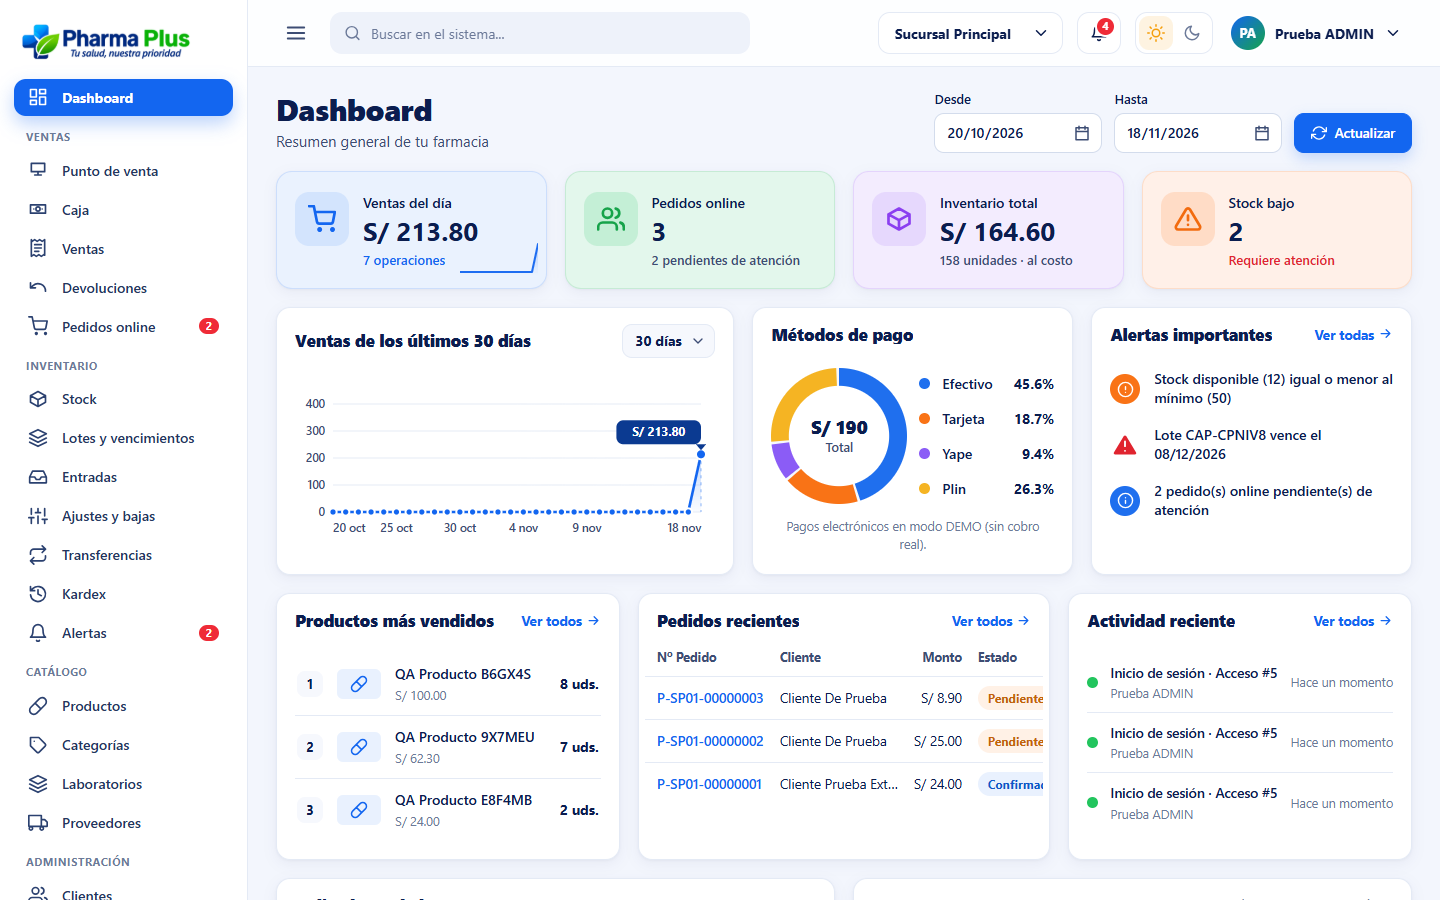 Pharma Plus
Tu salud, nuestra prioridad
Dashboard
VENTAS
Punto de venta
Caja
Ventas
Devoluciones
Pedidos online 2
INVENTARIO
Stock
Lotes y vencimientos
Entradas
Ajustes y bajas
Transferencias
Kardex
Alertas 2
CATÁLOGO
Productos
Categorías
Laboratorios
Proveedores
ADMINISTRACIÓN
Clientes
Buscar en el sistema...
Sucursal Principal
4
PA Prueba ADMIN
Dashboard
Resumen general de tu farmacia
Desde
20/10/2026
Hasta
18/11/2026
Actualizar
Ventas del día
S/ 213.80
7 operaciones
Pedidos online
3
2 pendientes de atención
Inventario total
S/ 164.60
158 unidades · al costo
Stock bajo
2
Requiere atención
Ventas de los últimos 30 días
30 días
400
300
200
100
0
S/ 213.80
20 oct 25 oct 30 oct 4 nov 9 nov 18 nov
Métodos de pago
S/ 190
Total
Efectivo 45.6%
Tarjeta 18.7%
Yape 9.4%
Plin 26.3%
Pagos electrónicos en modo DEMO (sin cobro
real).
Alertas importantes
Ver todas
Stock disponible (12) igual o menor al
mínimo (50)
Lote CAP-CPNIV8 vence el
08/12/2026
2 pedido(s) online pendiente(s) de
atención
Productos más vendidos
Ver todos
1 QA Producto B6GX4S 8 uds.
S/ 100.00
2 QA Producto 9X7MEU 7 uds.
S/ 62.30
3 QA Producto E8F4MB 2 uds.
S/ 24.00
Pedidos recientes
Ver todos
Nº Pedido Cliente Monto Estado
P-SP01-00000003 Cliente De Prueba S/ 8.90 Pendiente
P-SP01-00000002 Cliente De Prueba S/ 25.00 Pendiente
P-SP01-00000001 Cliente Prueba Ext... S/ 24.00 Confirmad
Actividad reciente
Ver todos
Inicio de sesión · Acceso #5 Hace un momento
Prueba ADMIN
Inicio de sesión · Acceso #5 Hace un momento
Prueba ADMIN
Inicio de sesión · Acceso #5 Hace un momento
Prueba ADMIN